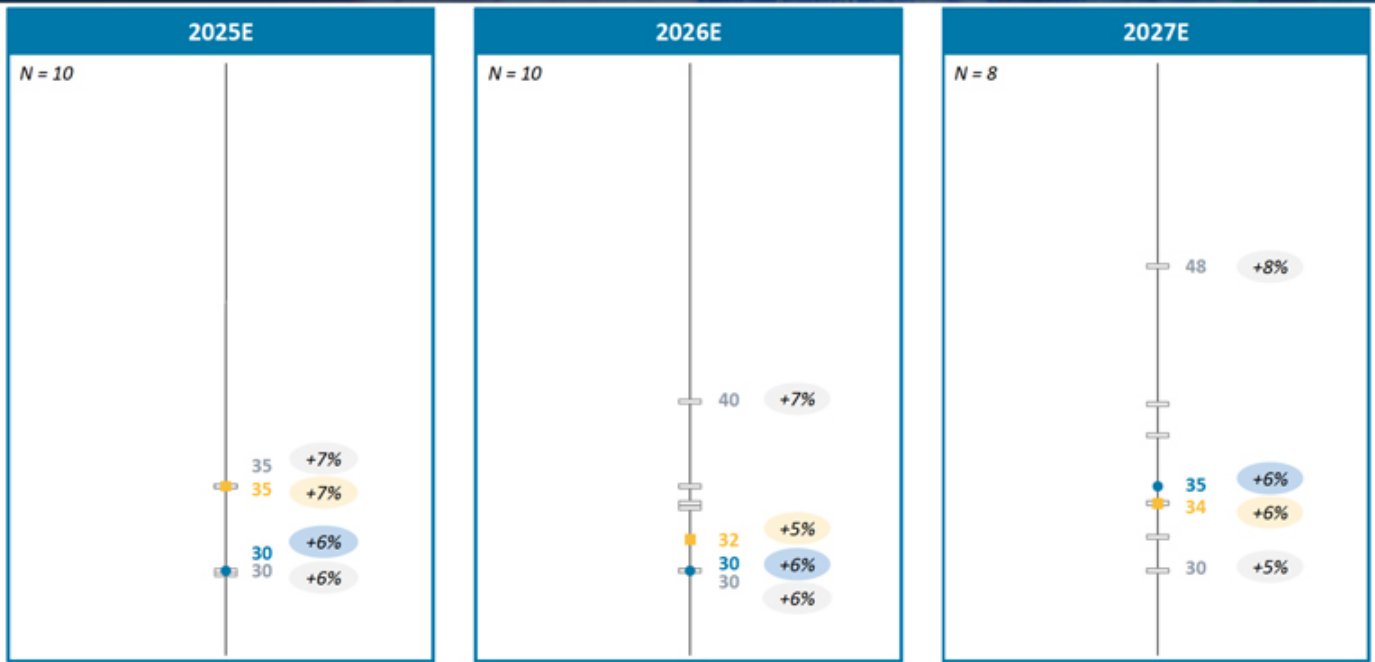 2025E
N = 10
35 +7%
35 +7%
30 +6%
30 +6%
2026E
N = 10
40 +7%
32 +5%
30 +6%
30 +6%
2027E
N = 8
48 +8%
35 +6%
34 +6%
30 +5%